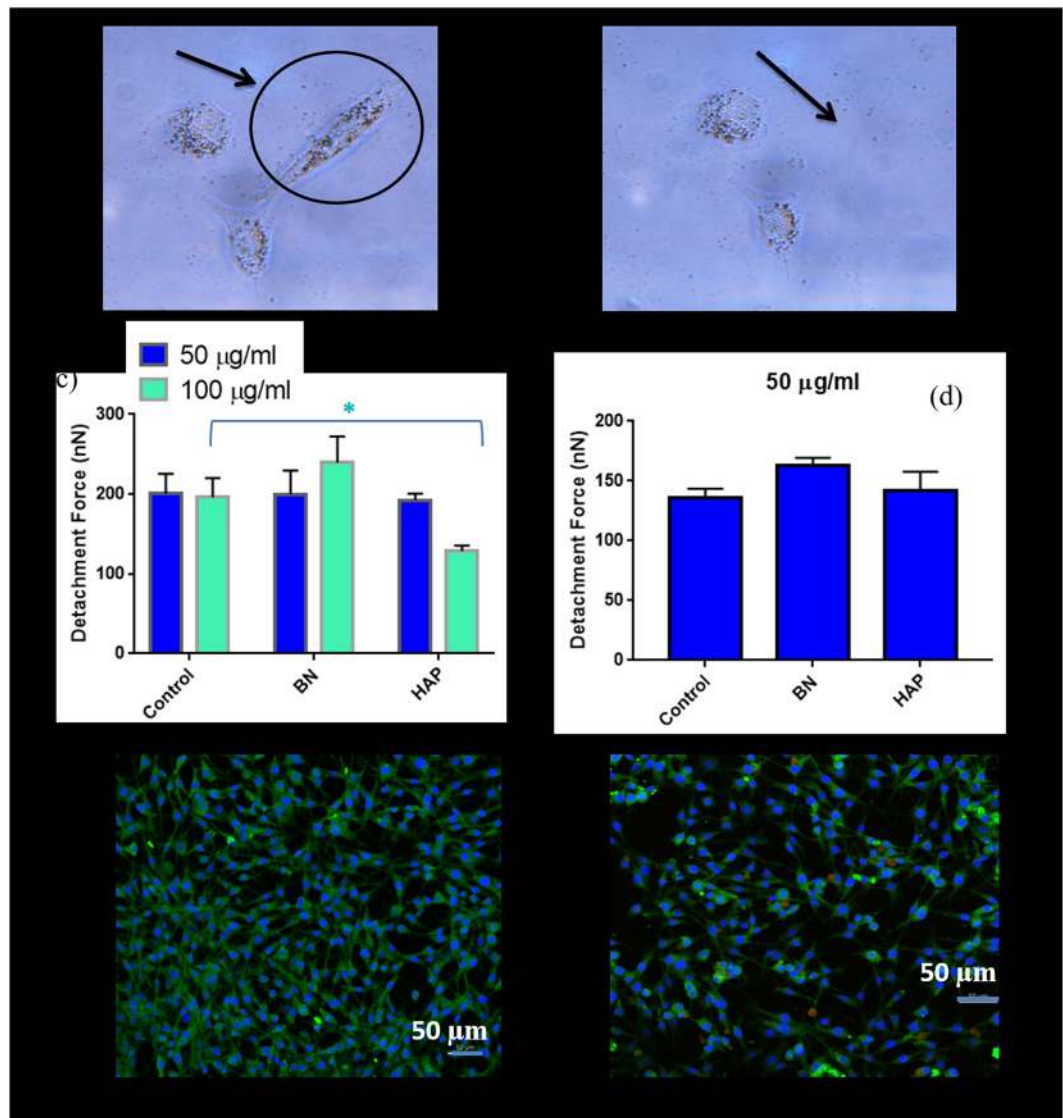 50 μg/ml
100 μg/ml
c)
*
Detachment Force (nN)
300
200
100
0
Control
BN
HAP
50 μg/ml
(d)
Detachment Force (nN)
200
150
100
50
0
Control
BN
HAP
50 μm
50 μm